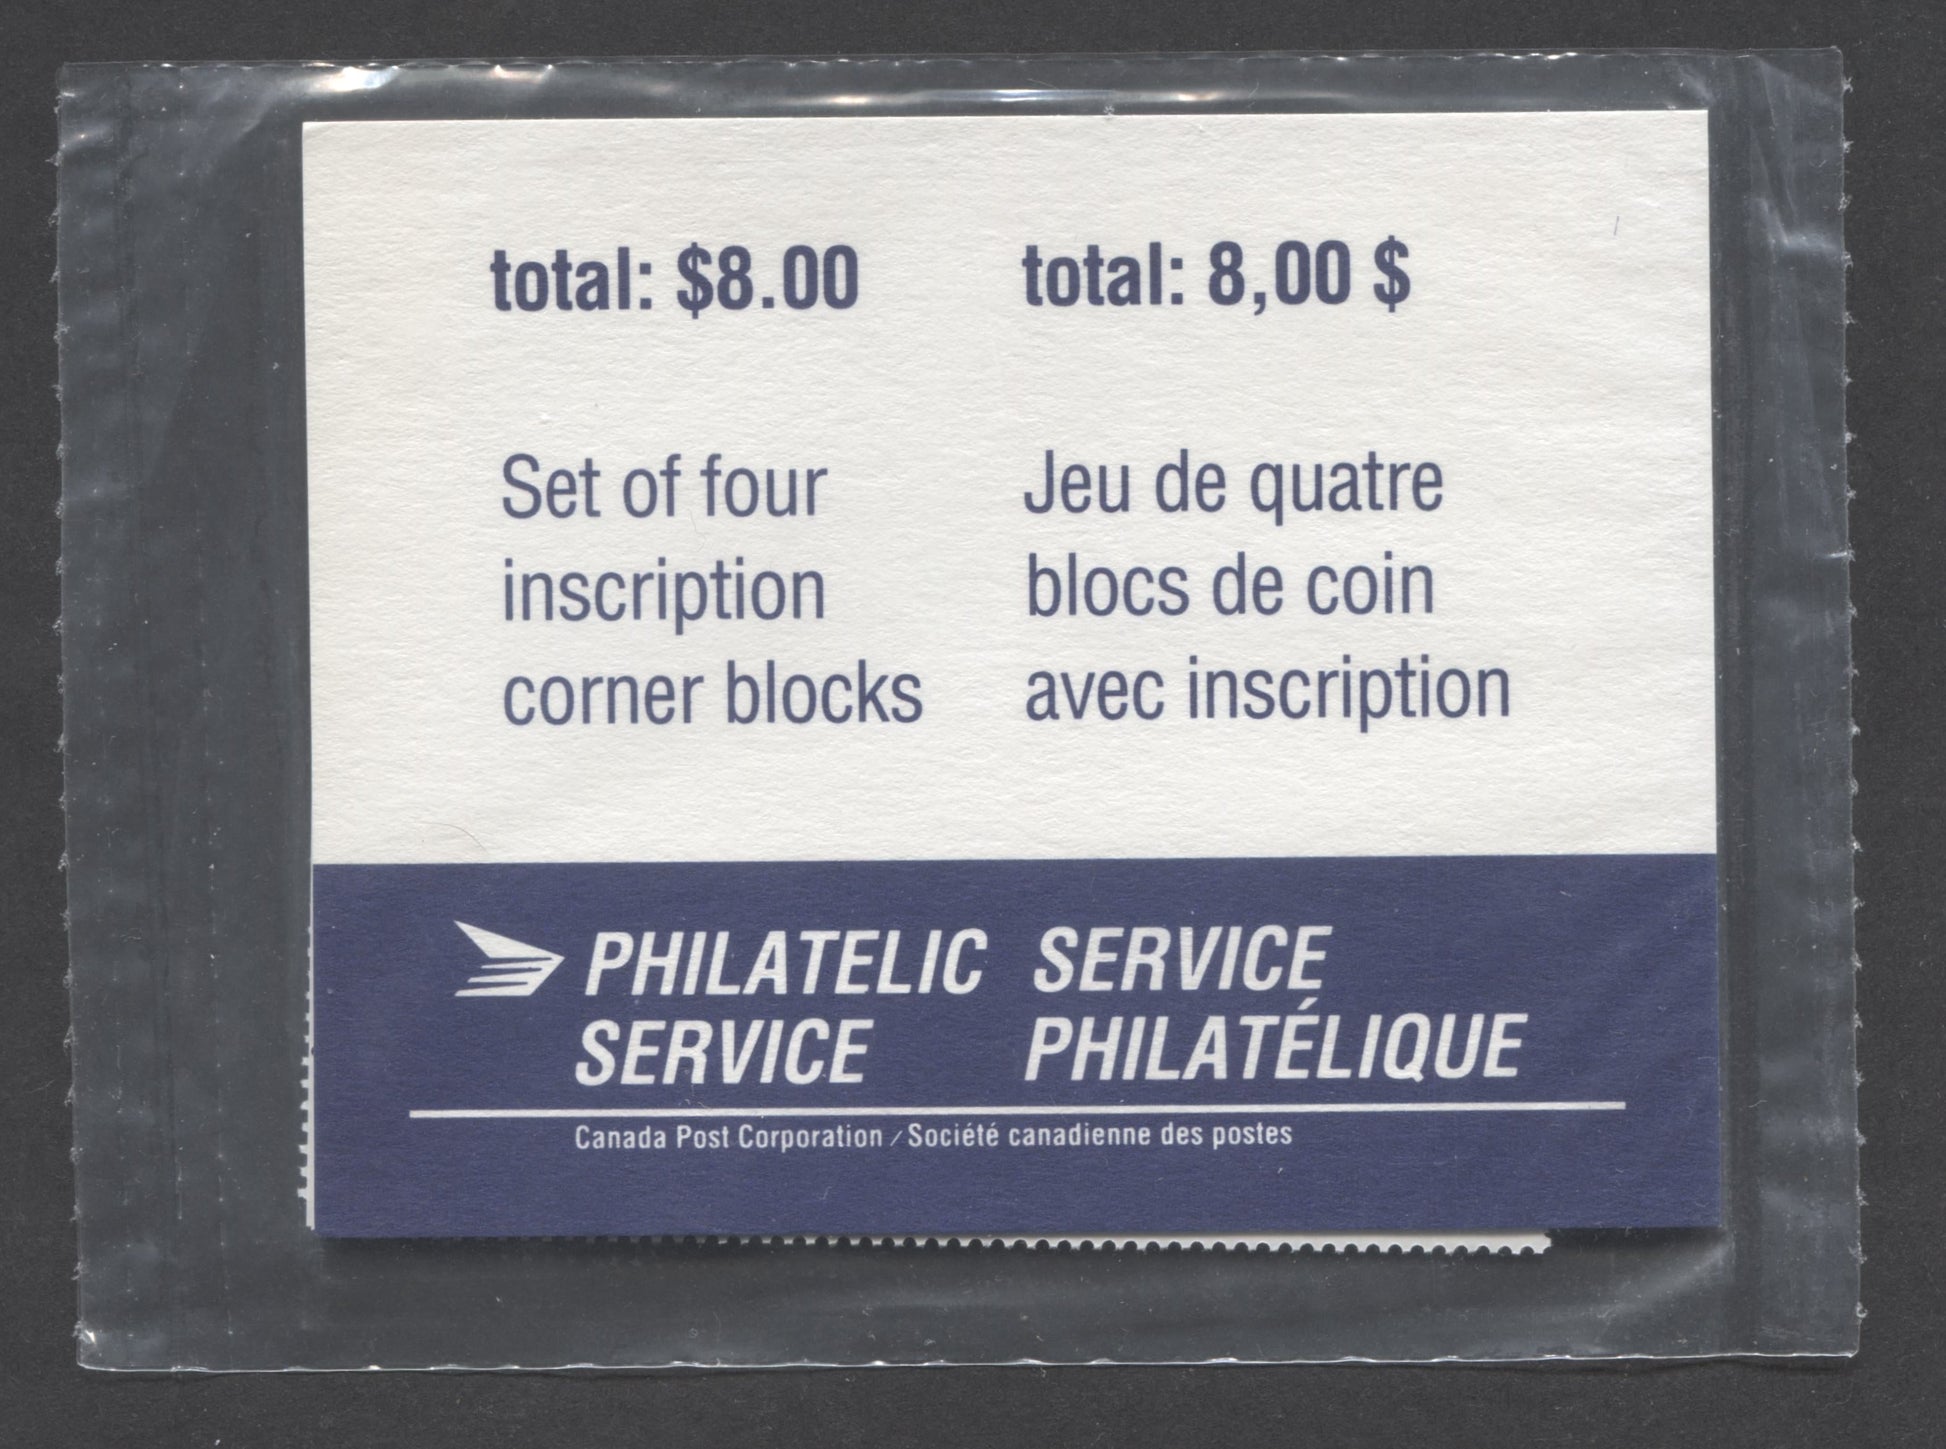 total: $8.00
total: 8,00 $
Set of four
inscription
corner blocks
Jeu de quatre
blocs de coin
avec inscription
PHILATELIC
SERVICE
SERVICE
PHILATÉLIQUE
Canada Post Corporation / Société canadienne des postes